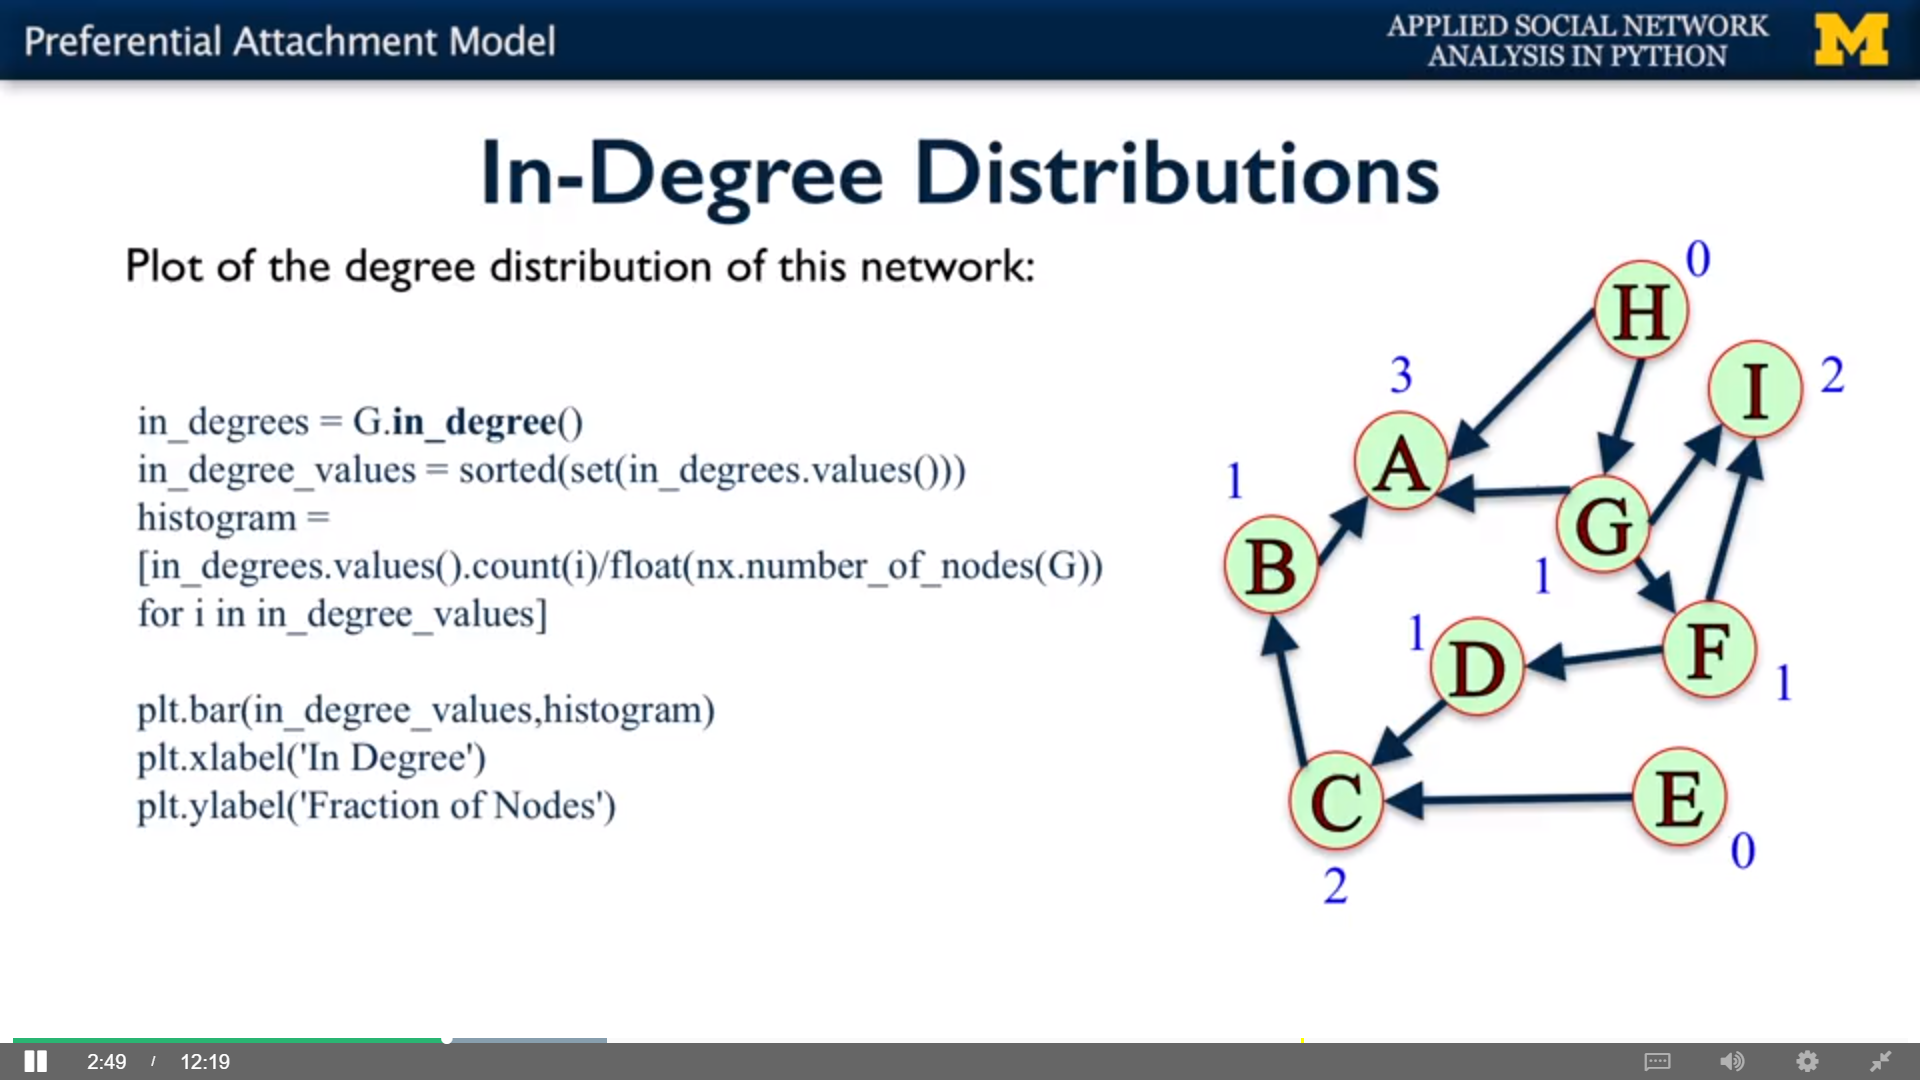 Preferential Attachment Model
APPLIED SOCIAL NETWORK
ANALYSIS IN PYTHON
M
In-Degree Distributions
Plot of the degree distribution of this network:
in_degrees = G.in_degree()
in_degree_values = sorted(set(in_degrees.values()))
histogram =
[in_degrees.values().count(i)/float(nx.number_of_nodes(G))
for i in in_degree_values]
plt.bar(in_degree_values,histogram)
plt.xlabel('In Degree')
plt.ylabel('Fraction of Nodes')
H 0
I 2
A 3
B 1
G 1
D 1
F 1
C 2
E 0
2:49 / 12:19